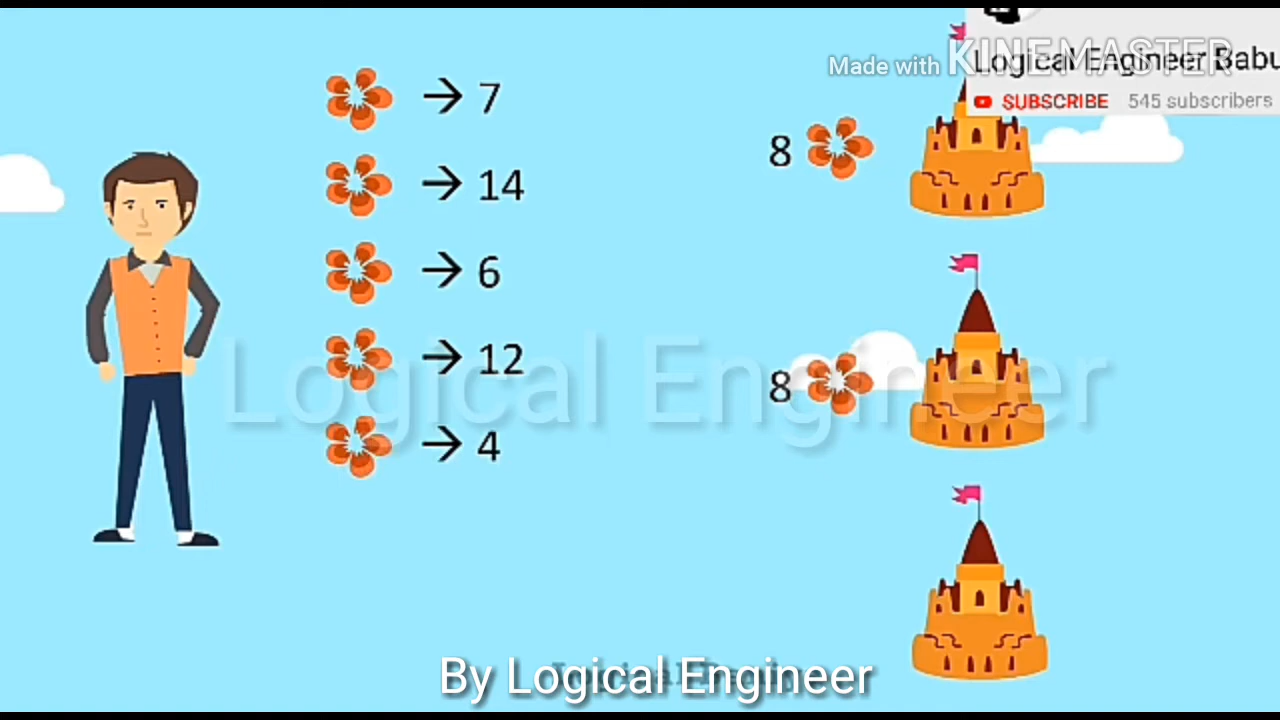 Made with KINEMASTER
Logical Engineer Babu
SUBSCRIBE 545 subscribers
→ 7
→ 14
→ 6
→ 12
→ 4
8
8
Logical Engineer
By Logical Engineer